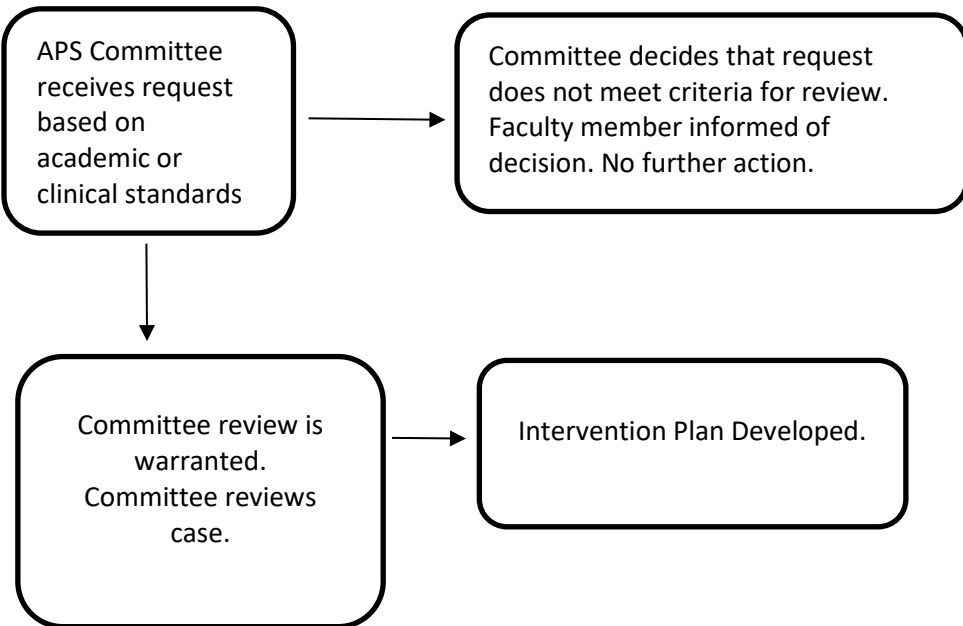 APS Committee
receives request
based on
academic or
clinical standards
Committee decides that request
does not meet criteria for review.
Faculty member informed of
decision. No further action.
Committee review is
warranted.
Committee reviews
case.
Intervention Plan Developed.